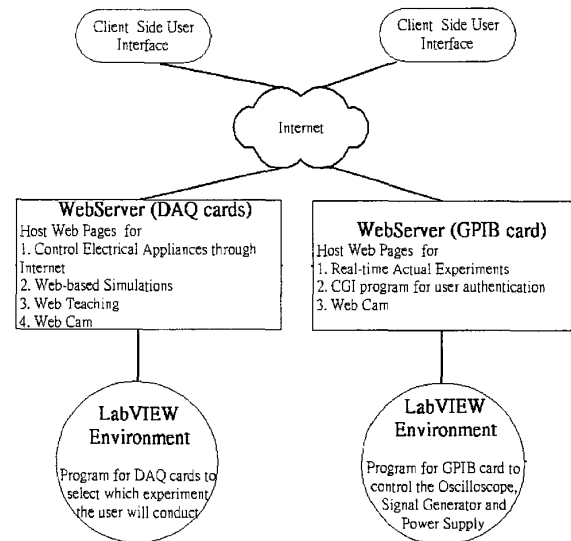 Client Side User
Interface
Client Side User
Interface
Internet
WebServer (DAQ cards)
Host Web Pages for
1. Control Electrical Appliances through
Internet
2. Web-based Simulations
3. Web Teaching
4. Web Cam
WebServer (GPIB card)
Host Web Pages for
1. Real-time Actual Experiments
2. CGI program for user authentication
3. Web Cam
LabVIEW
Environment
Program for DAQ cards to
select which experiment
the user will conduct
LabVIEW
Environment
Program for GPIB card to
control the Oscilloscope,
Signal Generator and
Power Supply